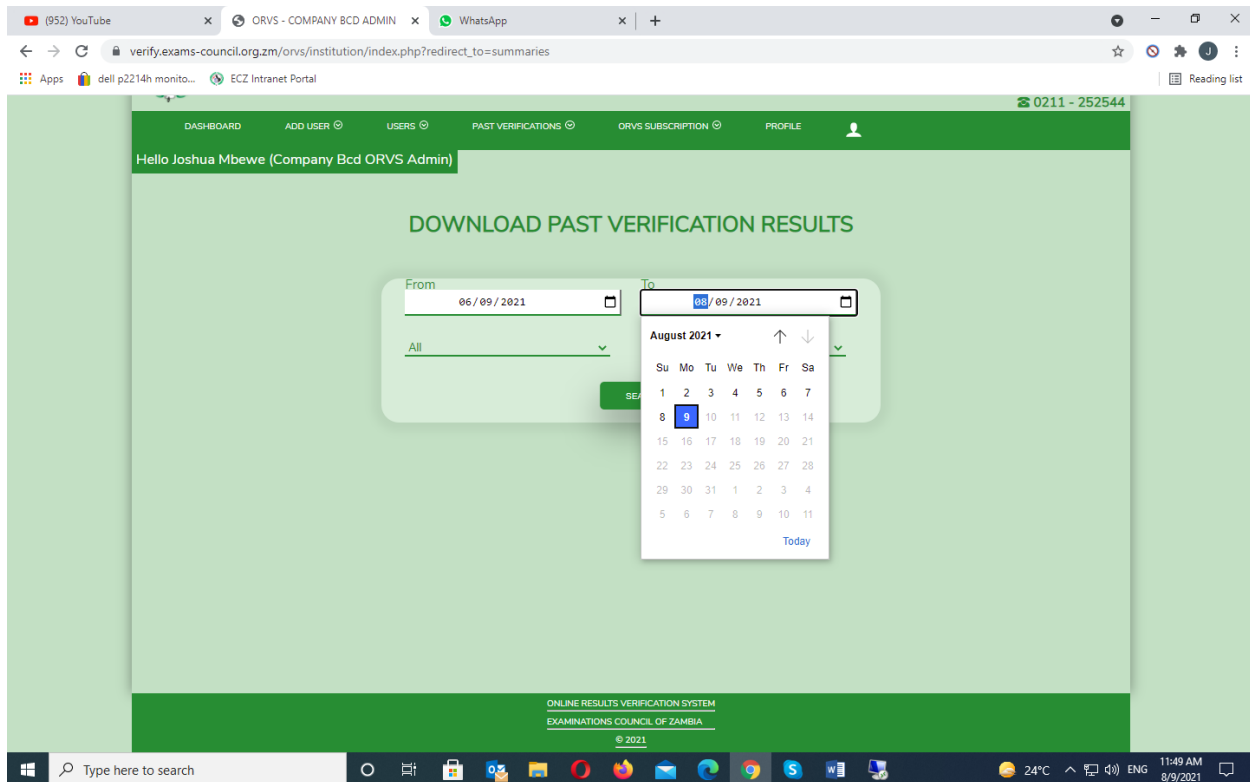 (952) YouTube
ORVS - COMPANY BCD ADMIN
WhatsApp
verify.exams-council.org.zm/orvs/institution/index.php?redirect_to=summaries
J
Apps dell p2214h monito... ECZ Intranet Portal Reading list
0211 - 252544
DASHBOARD ADD USER USERS PAST VERIFICATIONS ORVS SUBSCRIPTION PROFILE
Hello Joshua Mbewe (Company Bcd ORVS Admin)
DOWNLOAD PAST VERIFICATION RESULTS
From To
06/09/2021 08/09/2021
All
SEA
August 2021
Su Mo Tu We Th Fr Sa
1 2 3 4 5 6 7
8 9 10 11 12 13 14
15 16 17 18 19 20 21
22 23 24 25 26 27 28
29 30 31 1 2 3 4
5 6 7 8 9 10 11
Today
ONLINE RESULTS VERIFICATION SYSTEM
EXAMINATIONS COUNCIL OF ZAMBIA
© 2021
Type here to search
24°C ENG
11:49 AM
8/9/2021